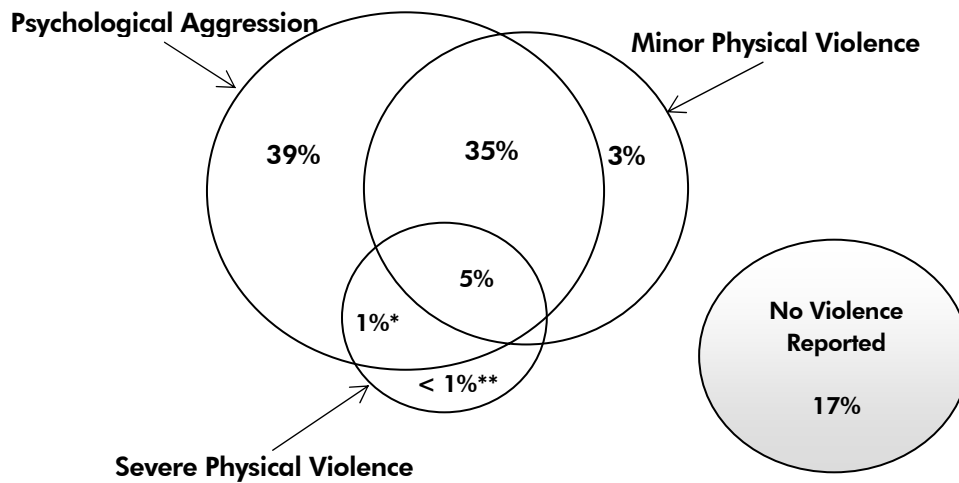 Psychological Aggression
Minor Physical Violence
39%
35%
3%
5%
1%*
< 1%**
No Violence
Reported
17%
Severe Physical Violence